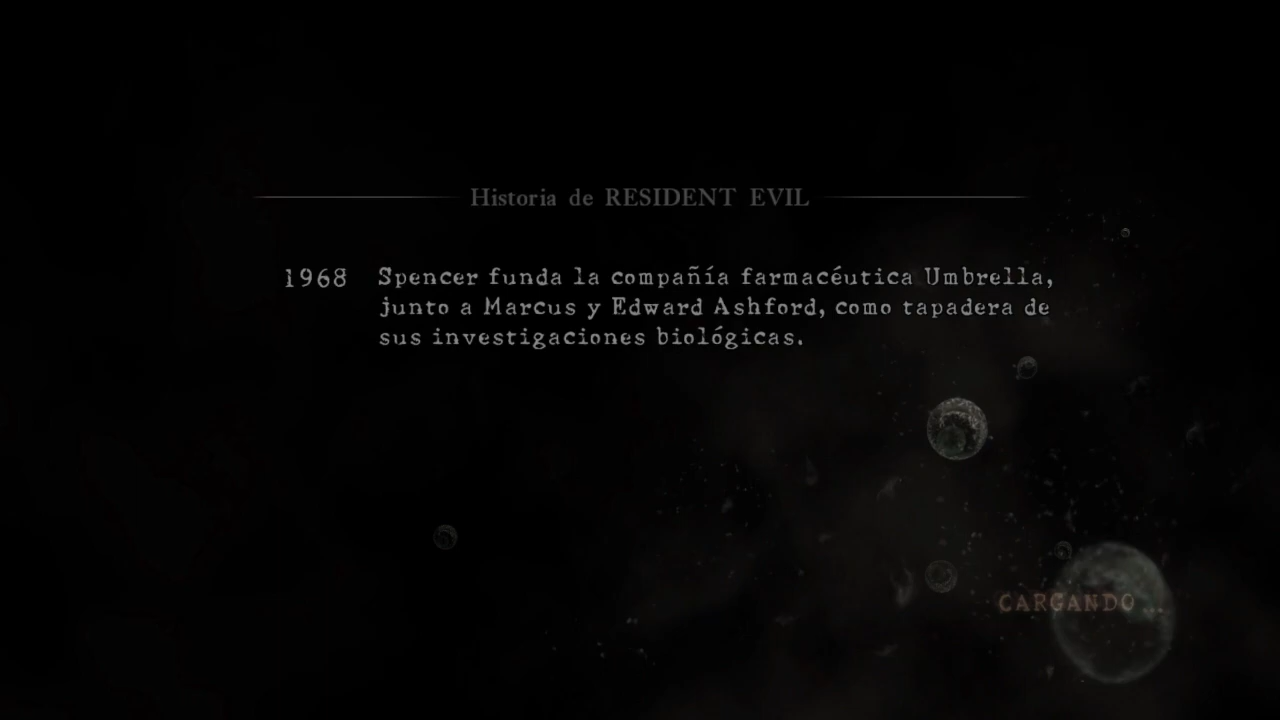 Historia de RESIDENT EVIL
1968 Spencer funda la compañía farmacéutica Umbrella,
junto a Marcus y Edward Ashford, como tapadera de
sus investigaciones biológicas.
CARGANDO ...